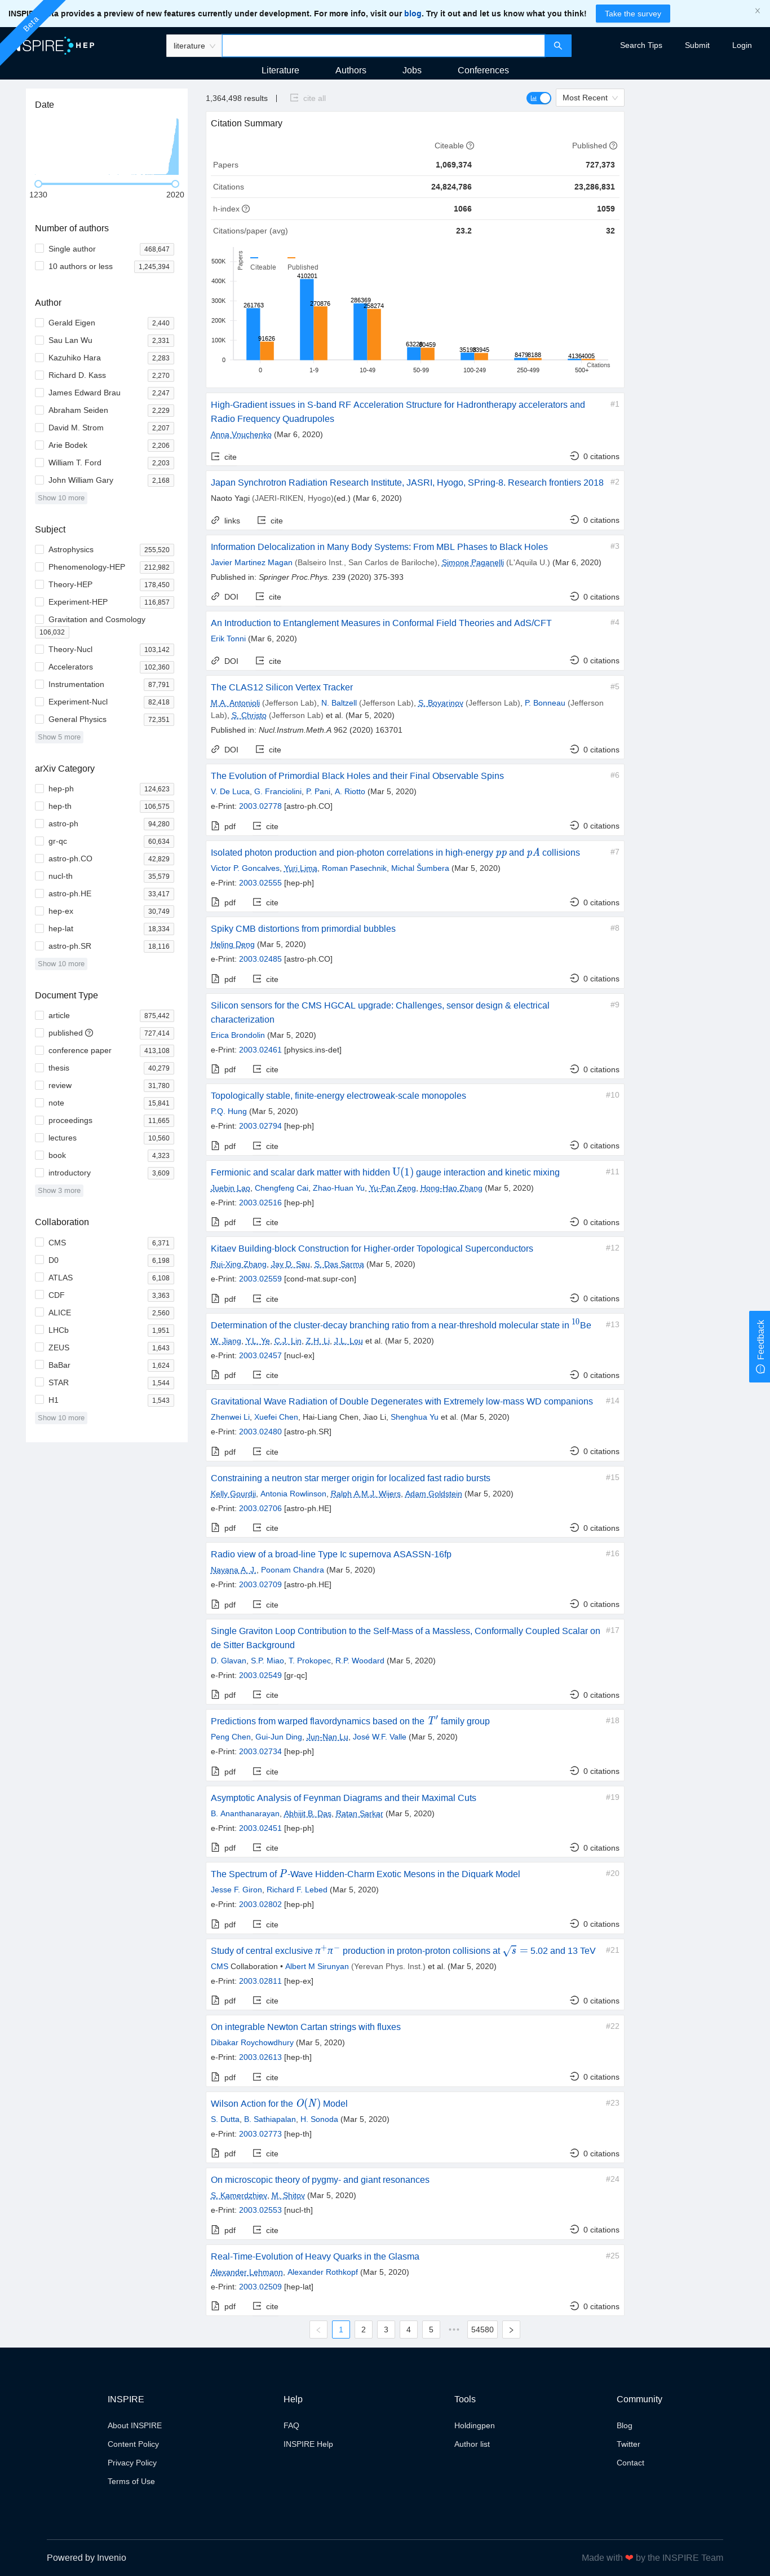 INSPIRE beta provides a preview of new features currently under development. For more info, visit our blog. Try it out and let us know what you think!
Take the survey
Beta
INSPIRE HEP
literature
Search Tips
Submit
Login
Literature
Authors
Jobs
Conferences
Date
1230
2020
Number of authors
Single author 468,647
10 authors or less 1,245,394
Author
Gerald Eigen 2,440
Sau Lan Wu 2,331
Kazuhiko Hara 2,283
Richard D. Kass 2,270
James Edward Brau 2,247
Abraham Seiden 2,229
David M. Strom 2,207
Arie Bodek 2,206
William T. Ford 2,203
John William Gary 2,168
Show 10 more
Subject
Astrophysics 255,520
Phenomenology-HEP 212,982
Theory-HEP 178,450
Experiment-HEP 116,857
Gravitation and Cosmology
106,032
Theory-Nucl 103,142
Accelerators 102,360
Instrumentation 87,791
Experiment-Nucl 82,418
General Physics 72,351
Show 5 more
arXiv Category
hep-ph 124,623
hep-th 106,575
astro-ph 94,280
gr-qc 60,634
astro-ph.CO 42,829
nucl-th 35,579
astro-ph.HE 33,417
hep-ex 30,749
hep-lat 18,334
astro-ph.SR 18,116
Show 10 more
Document Type
article 875,442
published 727,414
conference paper 413,108
thesis 40,279
review 31,780
note 15,841
proceedings 11,665
lectures 10,560
book 4,323
introductory 3,609
Show 3 more
Collaboration
CMS 6,371
D0 6,198
ATLAS 6,108
CDF 3,363
ALICE 2,560
LHCb 1,951
ZEUS 1,643
BaBar 1,624
STAR 1,544
H1 1,543
Show 10 more
1,364,498 results | cite all
Most Recent
Citation Summary
Citeable Published
Papers 1,069,374 727,373
Citations 24,824,786 23,286,831
h-index 1066 1059
Citations/paper (avg) 23.2 32
Papers
Citeable Published
500K
400K
300K
200K
100K
0
261763 91626
410201 270876
286369 258274
63228 60459
35193 33945
8479 8188
4136 4005
Citations
0 1-9 10-49 50-99 100-249 250-499 500+
High-Gradient issues in S-band RF Acceleration Structure for Hadrontherapy accelerators and #1
Radio Frequency Quadrupoles
Anna Vnuchenko (Mar 6, 2020)
cite 0 citations
Japan Synchrotron Radiation Research Institute, JASRI, Hyogo, SPring-8. Research frontiers 2018 #2
Naoto Yagi (JAERI-RIKEN, Hyogo)(ed.) (Mar 6, 2020)
links cite 0 citations
Information Delocalization in Many Body Systems: From MBL Phases to Black Holes #3
Javier Martinez Magan (Balseiro Inst., San Carlos de Bariloche), Simone Paganelli (L'Aquila U.) (Mar 6, 2020)
Published in: Springer Proc.Phys. 239 (2020) 375-393
DOI cite 0 citations
An Introduction to Entanglement Measures in Conformal Field Theories and AdS/CFT #4
Erik Tonni (Mar 6, 2020)
DOI cite 0 citations
The CLAS12 Silicon Vertex Tracker #5
M.A. Antonioli (Jefferson Lab), N. Baltzell (Jefferson Lab), S. Boyarinov (Jefferson Lab), P. Bonneau (Jefferson
Lab), S. Christo (Jefferson Lab) et al. (Mar 5, 2020)
Published in: Nucl.Instrum.Meth.A 962 (2020) 163701
DOI cite 0 citations
The Evolution of Primordial Black Holes and their Final Observable Spins #6
V. De Luca, G. Franciolini, P. Pani, A. Riotto (Mar 5, 2020)
e-Print: 2003.02778 [astro-ph.CO]
pdf cite 0 citations
Isolated photon production and pion-photon correlations in high-energy pp and pA collisions #7
Victor P. Goncalves, Yuri Lima, Roman Pasechnik, Michal Šumbera (Mar 5, 2020)
e-Print: 2003.02555 [hep-ph]
pdf cite 0 citations
Spiky CMB distortions from primordial bubbles #8
Heling Deng (Mar 5, 2020)
e-Print: 2003.02485 [astro-ph.CO]
pdf cite 0 citations
Silicon sensors for the CMS HGCAL upgrade: Challenges, sensor design & electrical #9
characterization
Erica Brondolin (Mar 5, 2020)
e-Print: 2003.02461 [physics.ins-det]
pdf cite 0 citations
Topologically stable, finite-energy electroweak-scale monopoles #10
P.Q. Hung (Mar 5, 2020)
e-Print: 2003.02794 [hep-ph]
pdf cite 0 citations
Fermionic and scalar dark matter with hidden U(1) gauge interaction and kinetic mixing #11
Juebin Lao, Chengfeng Cai, Zhao-Huan Yu, Yu-Pan Zeng, Hong-Hao Zhang (Mar 5, 2020)
e-Print: 2003.02516 [hep-ph]
pdf cite 0 citations
Kitaev Building-block Construction for Higher-order Topological Superconductors #12
Rui-Xing Zhang, Jay D. Sau, S. Das Sarma (Mar 5, 2020)
e-Print: 2003.02559 [cond-mat.supr-con]
pdf cite 0 citations
Determination of the cluster-decay branching ratio from a near-threshold molecular state in ¹⁰Be #13
W. Jiang, Y.L. Ye, C.J. Lin, Z.H. Li, J.L. Lou et al. (Mar 5, 2020)
e-Print: 2003.02457 [nucl-ex]
pdf cite 0 citations
Gravitational Wave Radiation of Double Degenerates with Extremely low-mass WD companions #14
Zhenwei Li, Xuefei Chen, Hai-Liang Chen, Jiao Li, Shenghua Yu et al. (Mar 5, 2020)
e-Print: 2003.02480 [astro-ph.SR]
pdf cite 0 citations
Constraining a neutron star merger origin for localized fast radio bursts #15
Kelly Gourdji, Antonia Rowlinson, Ralph A.M.J. Wijers, Adam Goldstein (Mar 5, 2020)
e-Print: 2003.02706 [astro-ph.HE]
pdf cite 0 citations
Radio view of a broad-line Type Ic supernova ASASSN-16fp #16
Nayana A. J., Poonam Chandra (Mar 5, 2020)
e-Print: 2003.02709 [astro-ph.HE]
pdf cite 0 citations
Single Graviton Loop Contribution to the Self-Mass of a Massless, Conformally Coupled Scalar on #17
de Sitter Background
D. Glavan, S.P. Miao, T. Prokopec, R.P. Woodard (Mar 5, 2020)
e-Print: 2003.02549 [gr-qc]
pdf cite 0 citations
Predictions from warped flavordynamics based on the T′ family group #18
Peng Chen, Gui-Jun Ding, Jun-Nan Lu, José W.F. Valle (Mar 5, 2020)
e-Print: 2003.02734 [hep-ph]
pdf cite 0 citations
Asymptotic Analysis of Feynman Diagrams and their Maximal Cuts #19
B. Ananthanarayan, Abhijit B. Das, Ratan Sarkar (Mar 5, 2020)
e-Print: 2003.02451 [hep-ph]
pdf cite 0 citations
The Spectrum of P-Wave Hidden-Charm Exotic Mesons in the Diquark Model #20
Jesse F. Giron, Richard F. Lebed (Mar 5, 2020)
e-Print: 2003.02802 [hep-ph]
pdf cite 0 citations
Study of central exclusive π⁺π⁻ production in proton-proton collisions at √s = 5.02 and 13 TeV #21
CMS Collaboration • Albert M Sirunyan (Yerevan Phys. Inst.) et al. (Mar 5, 2020)
e-Print: 2003.02811 [hep-ex]
pdf cite 0 citations
On integrable Newton Cartan strings with fluxes #22
Dibakar Roychowdhury (Mar 5, 2020)
e-Print: 2003.02613 [hep-th]
pdf cite 0 citations
Wilson Action for the O(N) Model #23
S. Dutta, B. Sathiapalan, H. Sonoda (Mar 5, 2020)
e-Print: 2003.02773 [hep-th]
pdf cite 0 citations
On microscopic theory of pygmy- and giant resonances #24
S. Kamerdzhiev, M. Shitov (Mar 5, 2020)
e-Print: 2003.02553 [nucl-th]
pdf cite 0 citations
Real-Time-Evolution of Heavy Quarks in the Glasma #25
Alexander Lehmann, Alexander Rothkopf (Mar 5, 2020)
e-Print: 2003.02509 [hep-lat]
pdf cite 0 citations
1 2 3 4 5 ••• 54580
Feedback
INSPIRE
About INSPIRE
Content Policy
Privacy Policy
Terms of Use
Help
FAQ
INSPIRE Help
Tools
Holdingpen
Author list
Community
Blog
Twitter
Contact
Powered by Invenio
Made with ❤ by the INSPIRE Team